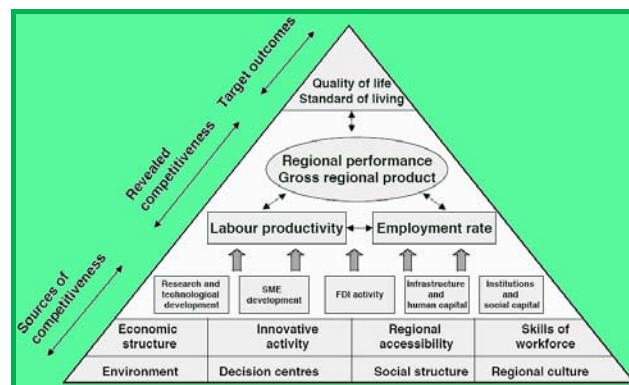 Target outcomes
Revealed
competitiveness
Sources of
competitiveness
Quality of life
Standard of living
Regional performance
Gross regional product
Labour productivity
Employment rate
Research and
technological
development
SME
development
FDI activity
Infrastructure
and
human capital
Institutions
and
social capital
Economic
structure
Innovative
activity
Regional
accessibility
Skills of
workforce
Environment
Decision centres
Social structure
Regional culture